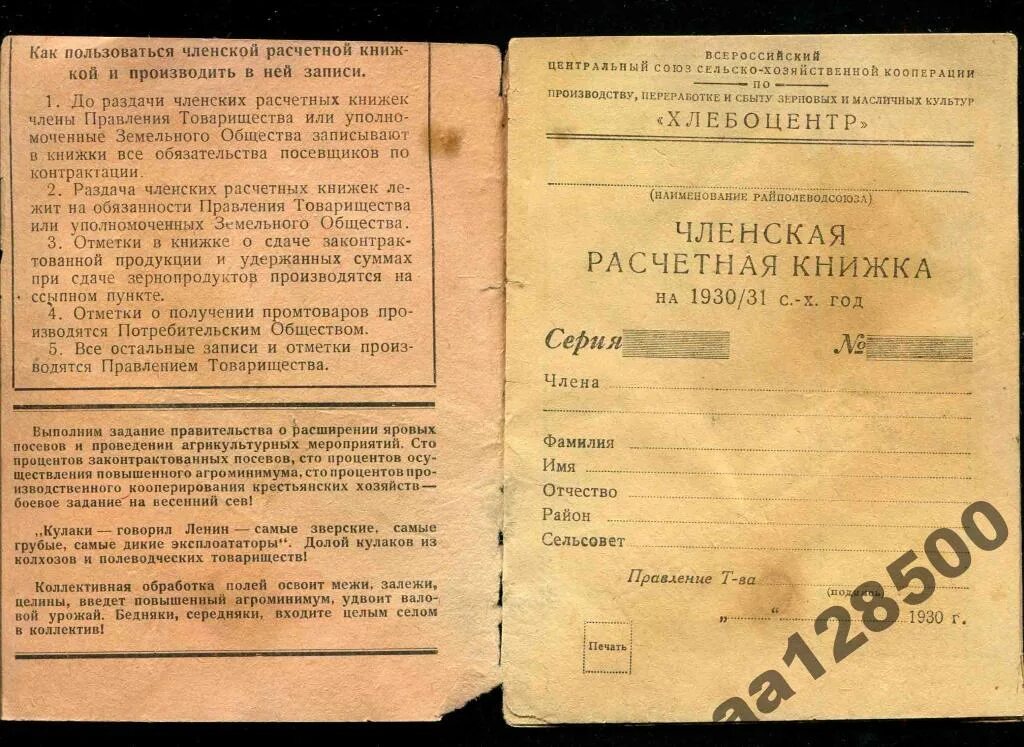 Как пользоваться членской расчетной книж-
кой и производить в ней записи.
1. До раздачи членских расчетных книжек
члены Правления Товарищества или уполно-
моченные Земельного Общества записывают
в книжки все обязательства посевщиков по
контрактации.
2. Раздача членских расчетных книжек ле-
жит на обязанности Правления Товарищества
или уполномоченных Земельного Общества.
3. Отметки в книжке о сдаче законтрак-
тованной продукции и удержанных суммах
при сдаче зернопродуктов производятся на
ссыпном пункте.
4. Отметки о получении промтоваров про-
изводятся Потребительским Обществом.
5. Все остальные записи и отметки произ-
водятся Правлением Товарищества.
Выполним задание правительства о расширении яровых
посевов и проведении агрикультурных мероприятий. Сто
процентов законтрактованных посевов, сто процентов осу-
ществления повышенного агроминимума, сто процентов про-
изводственного кооперирования крестьянских хозяйств —
боевое задание на весенний сев!
„Кулаки — говорил Ленин — самые зверские, самые
грубые, самые дикие эксплоататоры“. Долой кулаков из
колхозов и полеводческих товариществ!
Коллективная обработка полей освоит межи, залежи,
целины, введет повышенный агроминимум, удвоит вало-
вой урожай. Бедняки, середняки, входите целым селом
в коллектив!
ВСЕРОССИЙСКИЙ
ЦЕНТРАЛЬНЫЙ СОЮЗ СЕЛЬСКО-ХОЗЯЙСТВЕННОЙ КООПЕРАЦИИ
ПО
ПРОИЗВОДСТВУ, ПЕРЕРАБОТКЕ И СБЫТУ ЗЕРНОВЫХ И МАСЛИЧНЫХ КУЛЬТУР
«ХЛЕБОЦЕНТР»
(НАИМЕНОВАНИЕ РАЙПОЛЕВОДСОЮЗА)
ЧЛЕНСКАЯ
РАСЧЕТНАЯ КНИЖКА
НА 1930/31 С.-Х. ГОД
Серия №
Члена
Фамилия
Имя
Отчество
Район
Сельсовет
Правление Т-ва
(подпись)
„ “ 1930 г.
Печать
aa128500